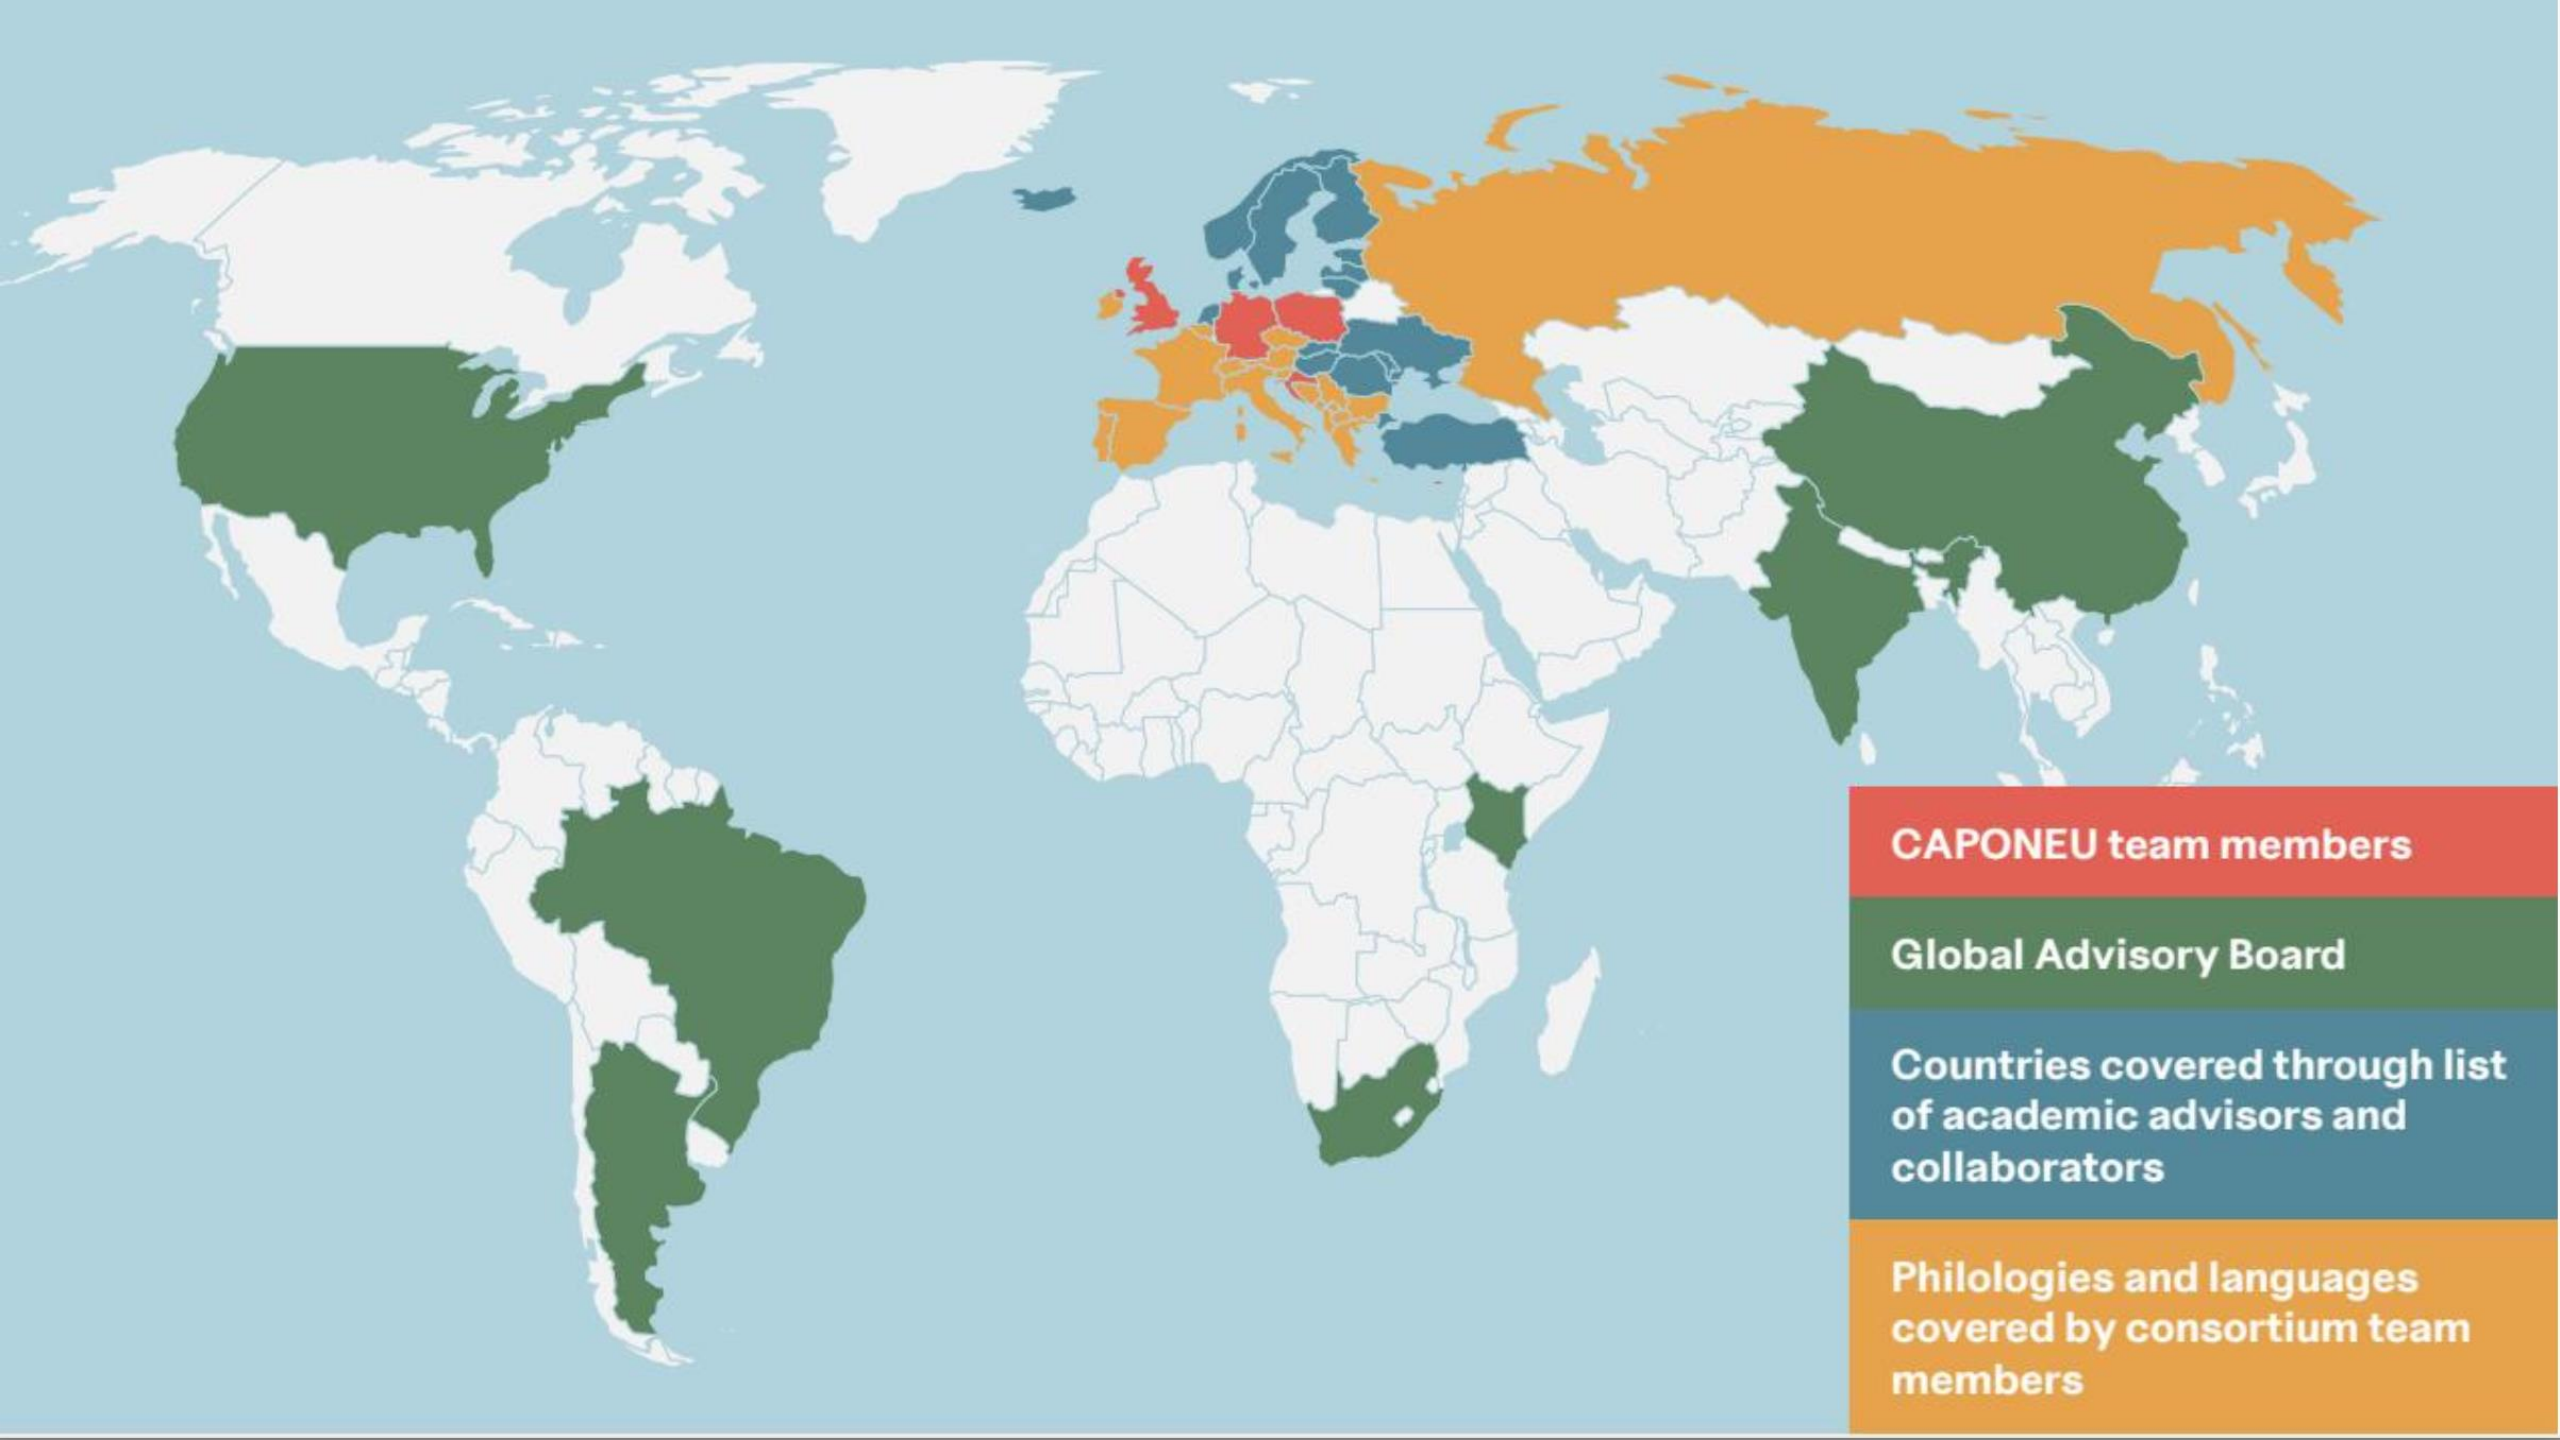 CAPONEU team members
Global Advisory Board
Countries covered through list
of academic advisors and
collaborators
Philologies and languages
covered by consortium team
members